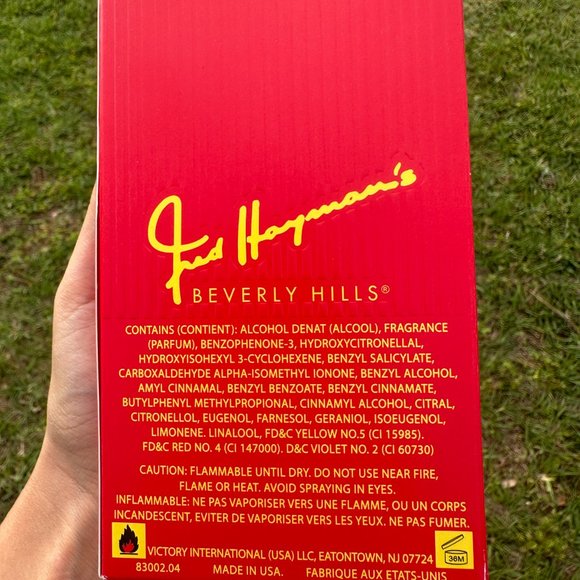 Fred Hayman's
BEVERLY HILLS®
CONTAINS (CONTIENT): ALCOHOL DENAT (ALCOOL), FRAGRANCE
(PARFUM), BENZOPHENONE-3, HYDROXYCITRONELLAL,
HYDROXYISOHEXYL 3-CYCLOHEXENE, BENZYL SALICYLATE,
CARBOXALDEHYDE ALPHA-ISOMETHYL IONONE, BENZYL ALCOHOL,
AMYL CINNAMAL, BENZYL BENZOATE, BENZYL CINNAMATE,
BUTYLPHENYL METHYLPROPIONAL, CINNAMYL ALCOHOL, CITRAL,
CITRONELLOL, EUGENOL, FARNESOL, GERANIOL, ISOEUGENOL,
LIMONENE. LINALOOL, FD&C YELLOW NO.5 (CI 15985).
FD&C RED NO. 4 (CI 147000). D&C VIOLET NO. 2 (CI 60730)
CAUTION: FLAMMABLE UNTIL DRY. DO NOT USE NEAR FIRE,
FLAME OR HEAT. AVOID SPRAYING IN EYES.
INFLAMMABLE: NE PAS VAPORISER VERS UNE FLAMME, OU UN CORPS
INCANDESCENT, EVITER DE VAPORISER VERS LES YEUX. NE PAS FUMER.
VICTORY INTERNATIONAL (USA) LLC, EATONTOWN, NJ 07724
36M
83002.04 MADE IN USA. FABRIQUE AUX ETATS-UNIS